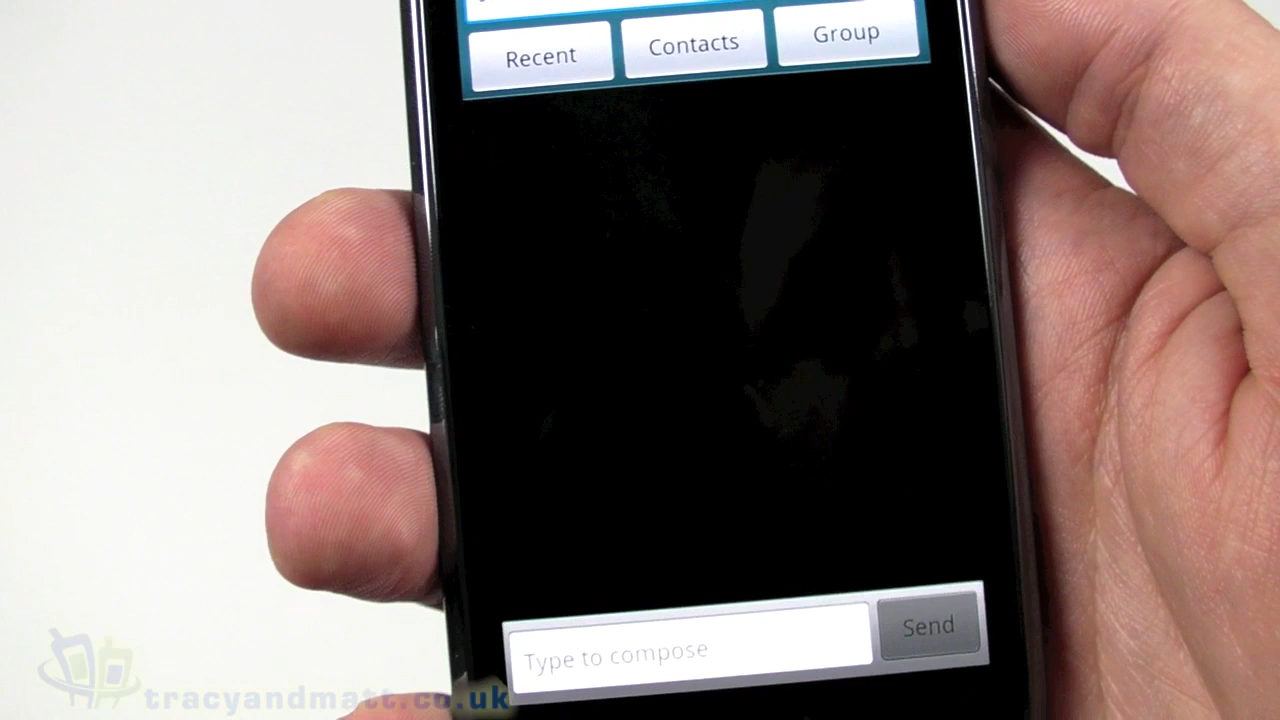 Recent
Contacts
Group
Type to compose
Send
tracyandmatt.co.uk